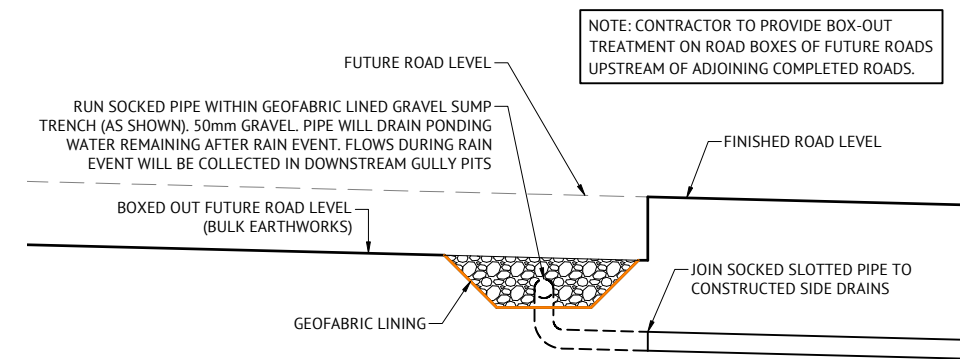 NOTE: CONTRACTOR TO PROVIDE BOX-OUT
TREATMENT ON ROAD BOXES OF FUTURE ROADS
UPSTREAM OF ADJOINING COMPLETED ROADS.
FUTURE ROAD LEVEL
RUN SOCKED PIPE WITHIN GEOFABRIC LINED GRAVEL SUMP
TRENCH (AS SHOWN). 50mm GRAVEL. PIPE WILL DRAIN PONDING
WATER REMAINING AFTER RAIN EVENT. FLOWS DURING RAIN
EVENT WILL BE COLLECTED IN DOWNSTREAM GULLY PITS
FINISHED ROAD LEVEL
BOXED OUT FUTURE ROAD LEVEL
(BULK EARTHWORKS)
JOIN SOCKED SLOTTED PIPE TO
CONSTRUCTED SIDE DRAINS
GEOFABRIC LINING